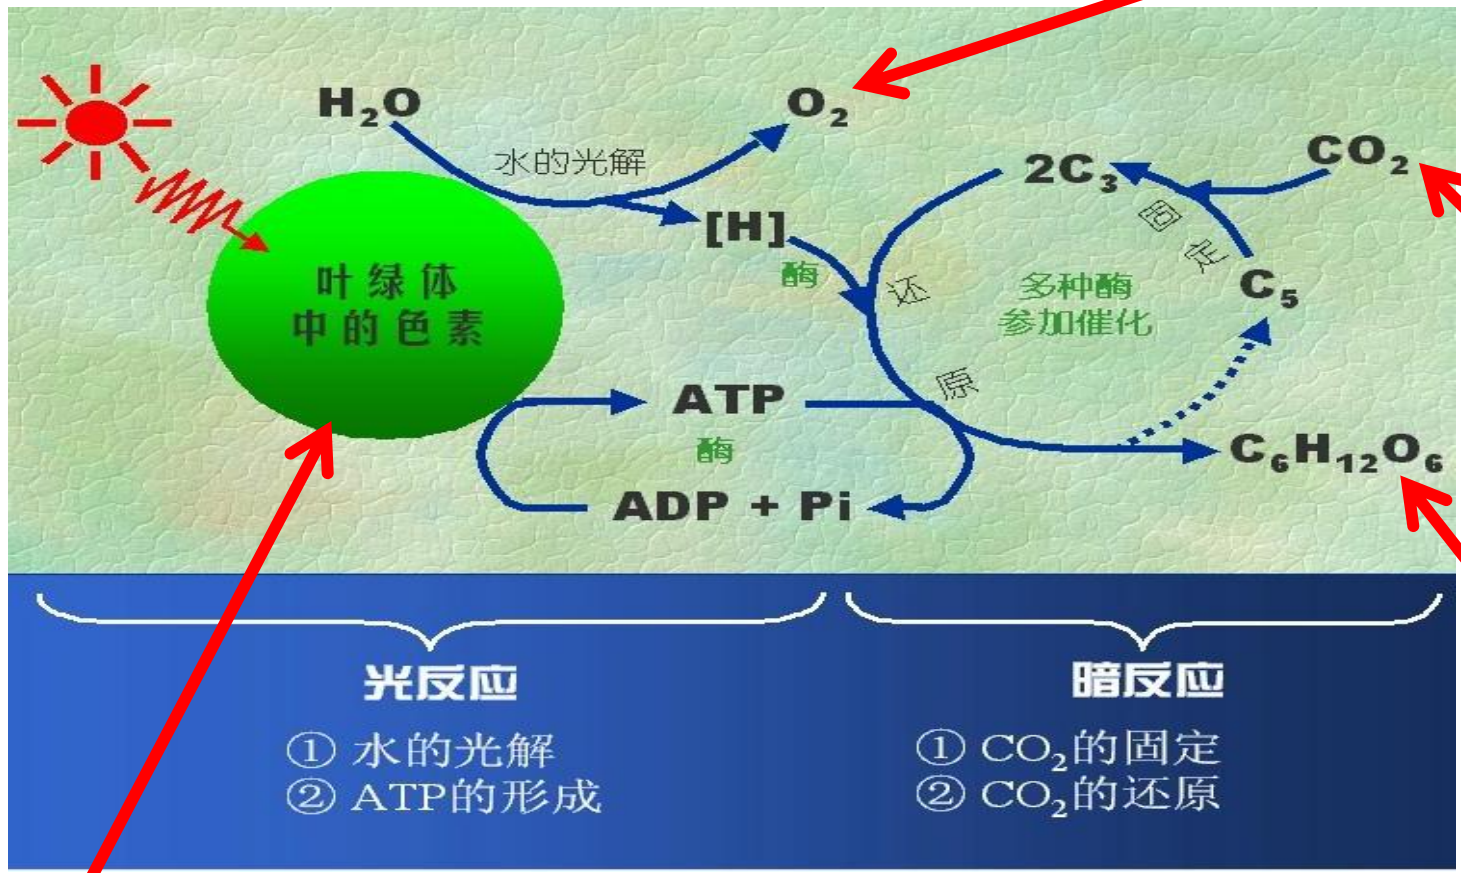 H₂O
O₂
水的光解
2C₃
CO₂
[H]
固定
酶
还原
多种酶
参加催化
C₅
叶绿体
中的色素
ATP
酶
C₆H₁₂O₆
ADP + Pi
光反应
① 水的光解
② ATP的形成
暗反应
① CO₂的固定
② CO₂的还原